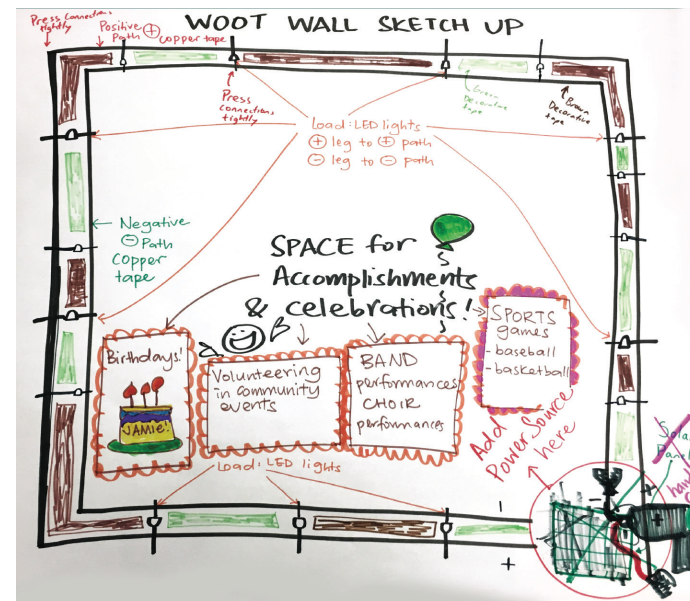 WOOT WALL SKETCH UP
Press Connections
tightly
Positive ⊕
Path copper tape
Press
Connections
tightly
Green
Decorative
tape
Brown
Decorative
tape
Load: LED lights
⊕ leg to ⊕ path
⊖ leg to ⊖ path
Negative
⊖ Path
copper
tape
SPACE for
Accomplishments
& celebrations!
Birthdays!
JAMIE!
Volunteering
in community
events
BAND
performances
CHOIR
performances
SPORTS
games
- baseball
- basketball
Add
Power Source
here
Load: LED lights
-
+
-
+
Solar